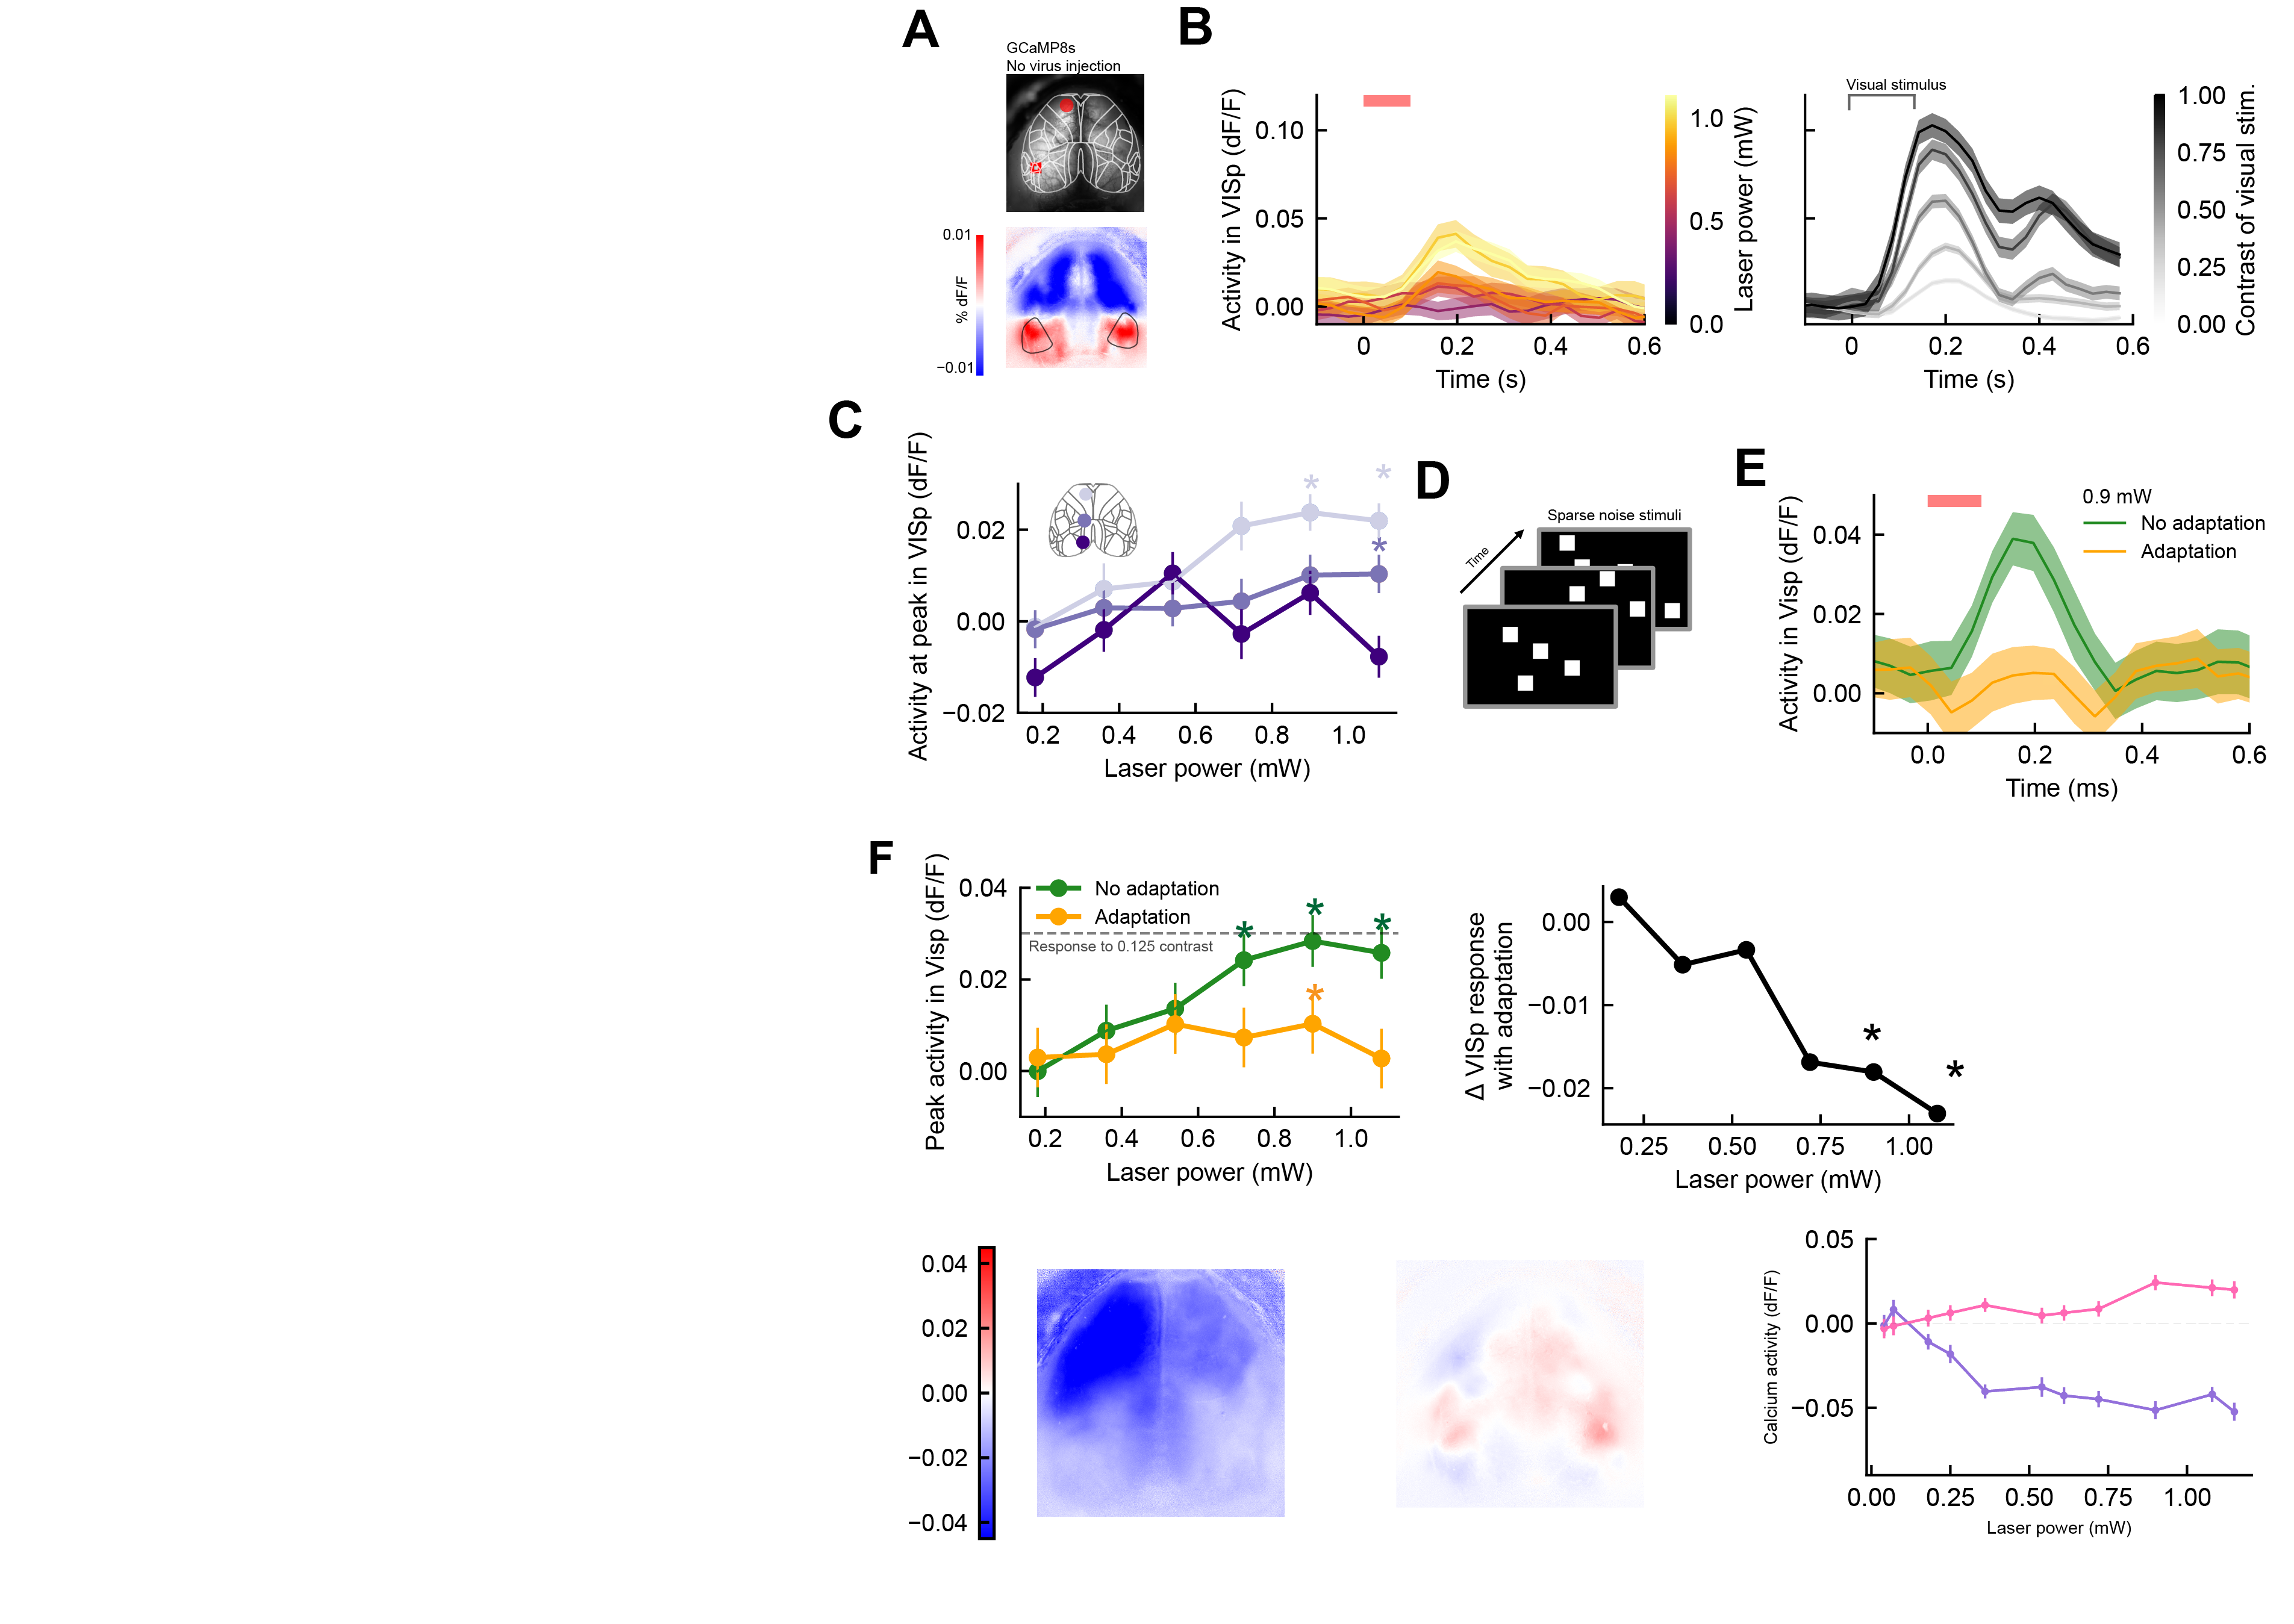 A
GCaMP8s
No virus injection
0.01
% dF/F
−0.01
B
Activity in VISp (dF/F)
0.10
0.05
0.00
0
0.2
0.4
0.6
Time (s)
1.0
0.5
0.0
Laser power (mW)
Visual stimulus
0
0.2
0.4
0.6
Time (s)
1.00
0.75
0.50
0.25
0.00
Contrast of visual stim.
C
Activity at peak in VISp (dF/F)
0.02
0.00
−0.02
*
*
*
0.2
0.4
0.6
0.8
1.0
Laser power (mW)
D
Sparse noise stimuli
Time
E
Activity in Visp (dF/F)
0.04
0.02
0.00
0.9 mW
No adaptation
Adaptation
0.0
0.2
0.4
0.6
Time (ms)
F
Peak activity in Visp (dF/F)
0.04
0.02
0.00
No adaptation
Adaptation
Response to 0.125 contrast
*
*
*
*
0.2
0.4
0.6
0.8
1.0
Laser power (mW)
Δ VISp response
with adaptation
0.00
−0.01
−0.02
*
*
0.25
0.50
0.75
1.00
Laser power (mW)
0.04
0.02
0.00
−0.02
−0.04
Calcium activity (dF/F)
0.05
0.00
−0.05
0.00
0.25
0.50
0.75
1.00
Laser power (mW)